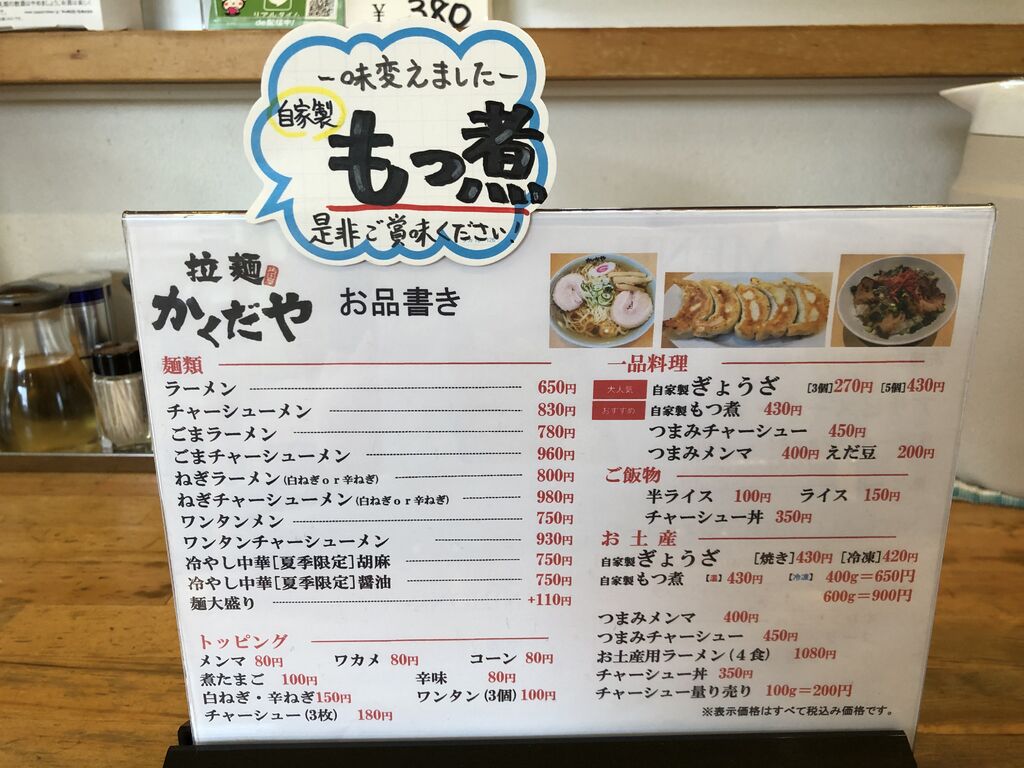 リアルタイム
de配信中!
¥ 380
ー味変えましたー
自家製
もつ煮
是非ご賞味ください!
拉麺
かくだや
お品書き
麺類
ラーメン 650円
チャーシューメン 830円
ごまラーメン 780円
ごまチャーシューメン 960円
ねぎラーメン(白ねぎor辛ねぎ) 800円
ねぎチャーシューメン(白ねぎor辛ねぎ) 980円
ワンタンメン 750円
ワンタンチャーシューメン 930円
冷やし中華[夏季限定]胡麻 750円
冷やし中華[夏季限定]醤油 750円
麺大盛り +110円
トッピング
メンマ 80円 ワカメ 80円 コーン 80円
煮たまご 100円 辛味 80円
白ねぎ・辛ねぎ150円 ワンタン(3個)100円
チャーシュー(3枚) 180円
一品料理
大人気 自家製ぎょうざ [3個]270円 [5個]430円
おすすめ 自家製もつ煮 430円
つまみチャーシュー 450円
つまみメンマ 400円 えだ豆 200円
ご飯物
半ライス 100円 ライス 150円
チャーシュー丼 350円
お土産
自家製ぎょうざ [焼き]430円 [冷凍]420円
自家製もつ煮 [温]430円 [冷凍] 400g=650円
600g=900円
つまみメンマ 400円
つまみチャーシュー 450円
お土産用ラーメン(4食) 1080円
チャーシュー丼 350円
チャーシュー量り売り 100g=200円
※表示価格はすべて税込み価格です。